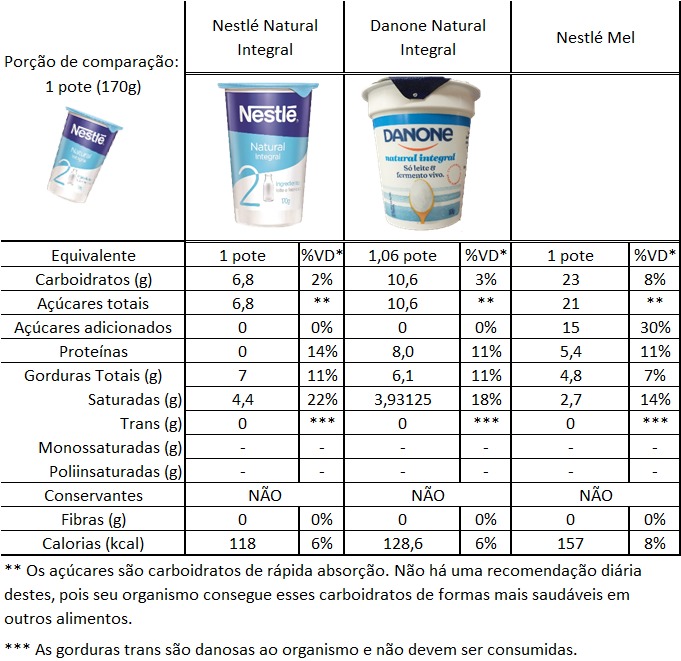 Porção de comparação:
1 pote (170g)
Nestlé
Natural
2
Nestlé Natural
Integral
Danone Natural
Integral
Nestlé Mel
Nestlé
Natural
Integral
2
170g
DANONE
natural integral
Só leite &
fermento vivo.
Equivalente 1 pote %VD* 1,06 pote %VD* 1 pote %VD*
Carboidratos (g) 6,8 2% 10,6 3% 23 8%
Açúcares totais 6,8 ** 10,6 ** 21 **
Açúcares adicionados 0 0% 0 0% 15 30%
Proteínas 0 14% 8,0 11% 5,4 11%
Gorduras Totais (g) 7 11% 6,1 11% 4,8 7%
Saturadas (g) 4,4 22% 3,93125 18% 2,7 14%
Trans (g) 0 *** 0 *** 0 ***
Monossaturadas (g) - - - - - -
Poliinsaturadas (g) - - - - - -
Conservantes NÃO NÃO NÃO
Fibras (g) 0 0% 0 0% 0 0%
Calorias (kcal) 118 6% 128,6 6% 157 8%
** Os açúcares são carboidratos de rápida absorção. Não há uma recomendação diária
destes, pois seu organismo consegue esses carboidratos de formas mais saudáveis em
outros alimentos.
*** As gorduras trans são danosas ao organismo e não devem ser consumidas.